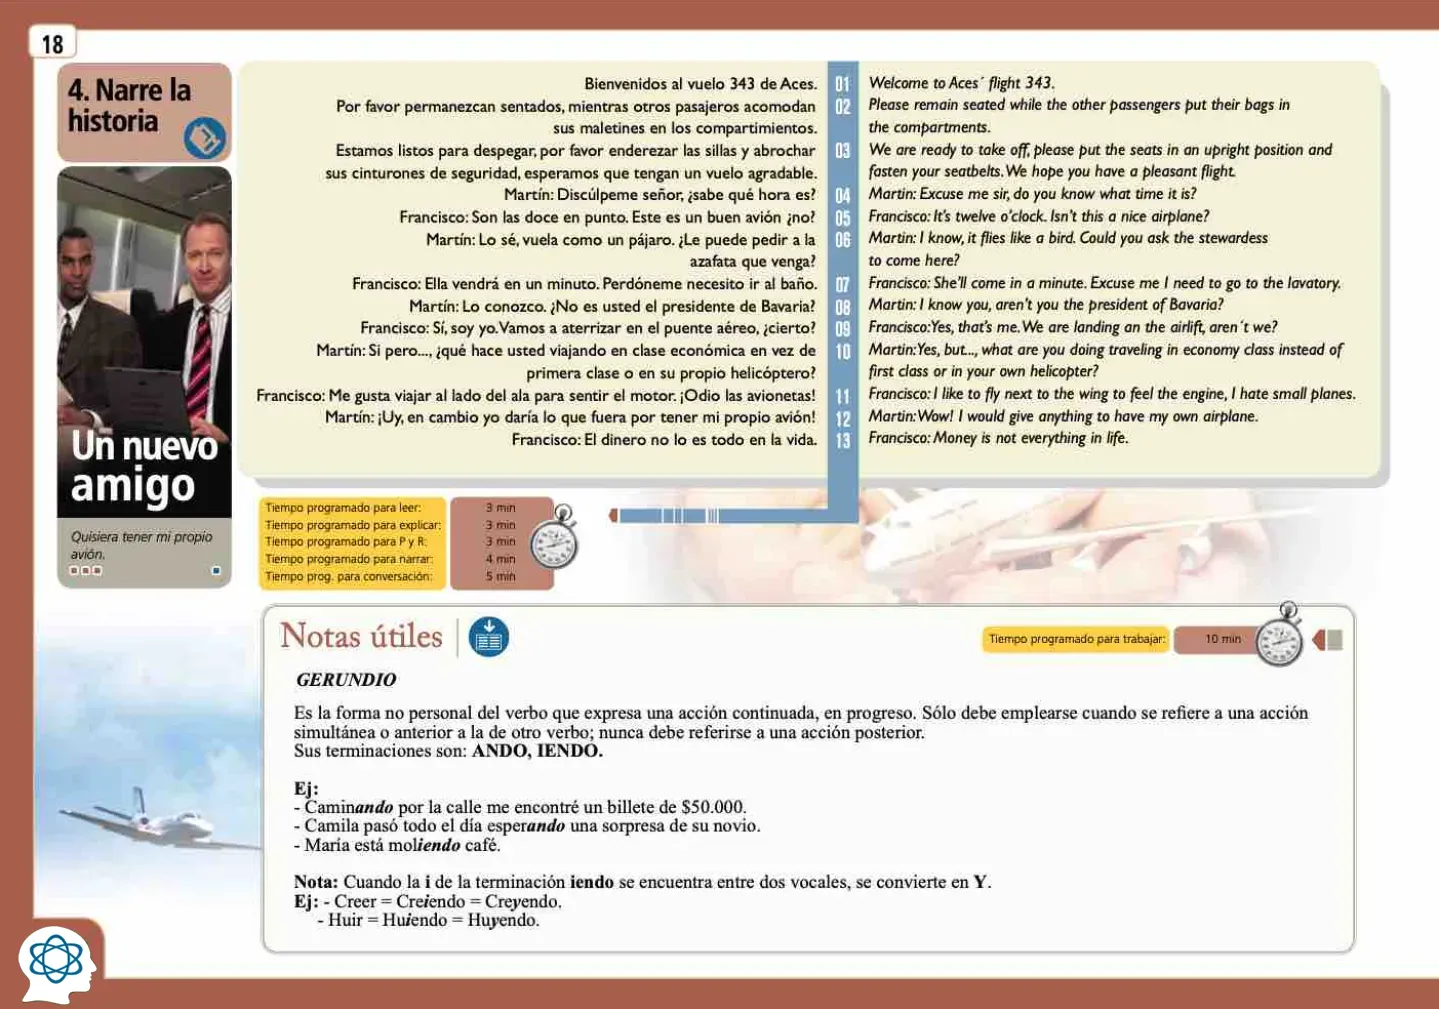 18
4. Narre la
historia
Un nuevo
amigo
Quisiera tener mi propio
avión.
Bienvenidos al vuelo 343 de Aces.
Por favor permanezcan sentados, mientras otros pasajeros acomodan
sus maletines en los compartimientos.
Estamos listos para despegar, por favor enderezar las sillas y abrochar
sus cinturones de seguridad, esperamos que tengan un vuelo agradable.
Martín: Discúlpeme señor, ¿sabe qué hora es?
Francisco: Son las doce en punto. Este es un buen avión ¿no?
Martín: Lo sé, vuela como un pájaro. ¿Le puede pedir a la
azafata que venga?
Francisco: Ella vendrá en un minuto. Perdóneme necesito ir al baño.
Martín: Lo conozco. ¿No es usted el presidente de Bavaria?
Francisco: Sí, soy yo. Vamos a aterrizar en el puente aéreo, ¿cierto?
Martín: Si pero..., ¿qué hace usted viajando en clase económica en vez de
primera clase o en su propio helicóptero?
Francisco: Me gusta viajar al lado del ala para sentir el motor. ¡Odio las avionetas!
Martín: ¡Uy, en cambio yo daría lo que fuera por tener mi propio avión!
Francisco: El dinero no lo es todo en la vida.
01
02
03
04
05
06
07
08
09
10
11
12
13
Welcome to Aces´ flight 343.
Please remain seated while the other passengers put their bags in
the compartments.
We are ready to take off, please put the seats in an upright position and
fasten your seatbelts. We hope you have a pleasant flight.
Martin: Excuse me sir, do you know what time it is?
Francisco: It's twelve o'clock. Isn't this a nice airplane?
Martin: I know, it flies like a bird. Could you ask the stewardess
to come here?
Francisco: She'll come in a minute. Excuse me I need to go to the lavatory.
Martin: I know you, aren't you the president of Bavaria?
Francisco: Yes, that's me. We are landing an the airlift, aren´t we?
Martin: Yes, but..., what are you doing traveling in economy class instead of
first class or in your own helicopter?
Francisco: I like to fly next to the wing to feel the engine, I hate small planes.
Martin: Wow! I would give anything to have my own airplane.
Francisco: Money is not everything in life.
Tiempo programado para leer: 3 min
Tiempo programado para explicar: 3 min
Tiempo programado para P y R: 3 min
Tiempo programado para narrar: 4 min
Tiempo prog. para conversación: 5 min
Notas útiles
Tiempo programado para trabajar: 10 min
GERUNDIO
Es la forma no personal del verbo que expresa una acción continuada, en progreso. Sólo debe emplearse cuando se refiere a una acción
simultánea o anterior a la de otro verbo; nunca debe referirse a una acción posterior.
Sus terminaciones son: ANDO, IENDO.
Ej:
- Caminando por la calle me encontré un billete de $50.000.
- Camila pasó todo el día esperando una sorpresa de su novio.
- María está moliendo café.
Nota: Cuando la i de la terminación iendo se encuentra entre dos vocales, se convierte en Y.
Ej: - Creer = Creiendo = Creyendo.
- Huir = Huiendo = Huyendo.